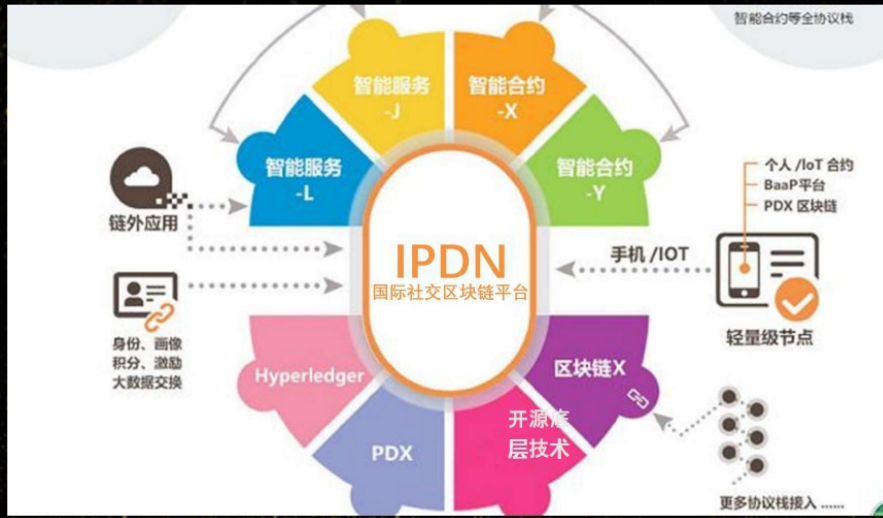 智能合约等全协议栈
智能服务
-J
智能合约
-X
智能服务
-L
智能合约
-Y
个人 /IoT 合约
BaaP平台
PDX 区块链
链外应用
IPDN
国际社交区块链平台
手机 /IOT
轻量级节点
身份、画像
积分、激励
大数据交换
Hyperledger
区块链X
PDX
开源底
层技术
更多协议栈接入 ......